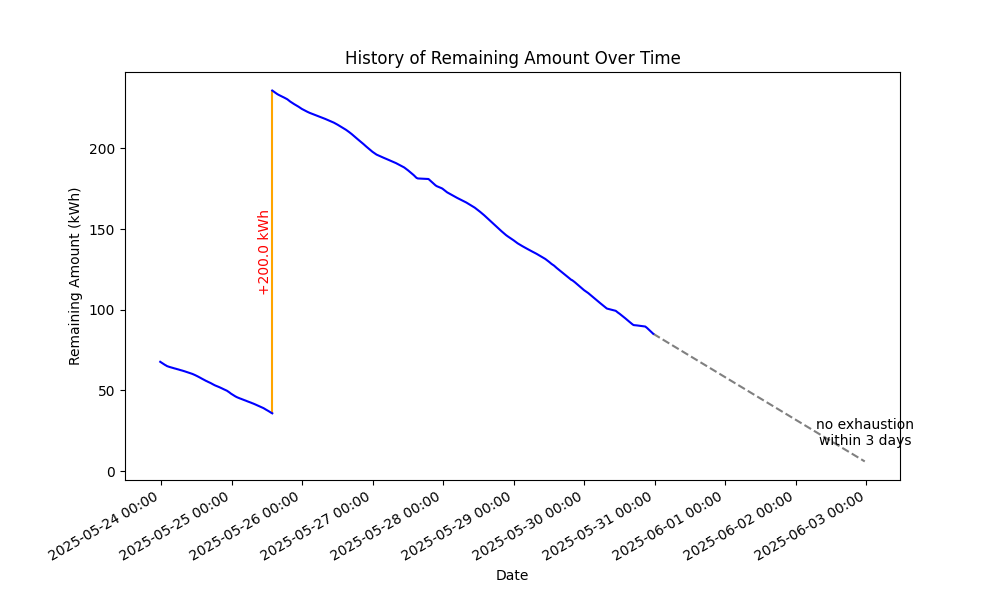 History of Remaining Amount Over Time
Remaining Amount (kWh)
200
150
100
50
0
+200.0 kWh
no exhaustion
within 3 days
2025-05-24 00:00
2025-05-25 00:00
2025-05-26 00:00
2025-05-27 00:00
2025-05-28 00:00
2025-05-29 00:00
2025-05-30 00:00
2025-05-31 00:00
2025-06-01 00:00
2025-06-02 00:00
2025-06-03 00:00
Date